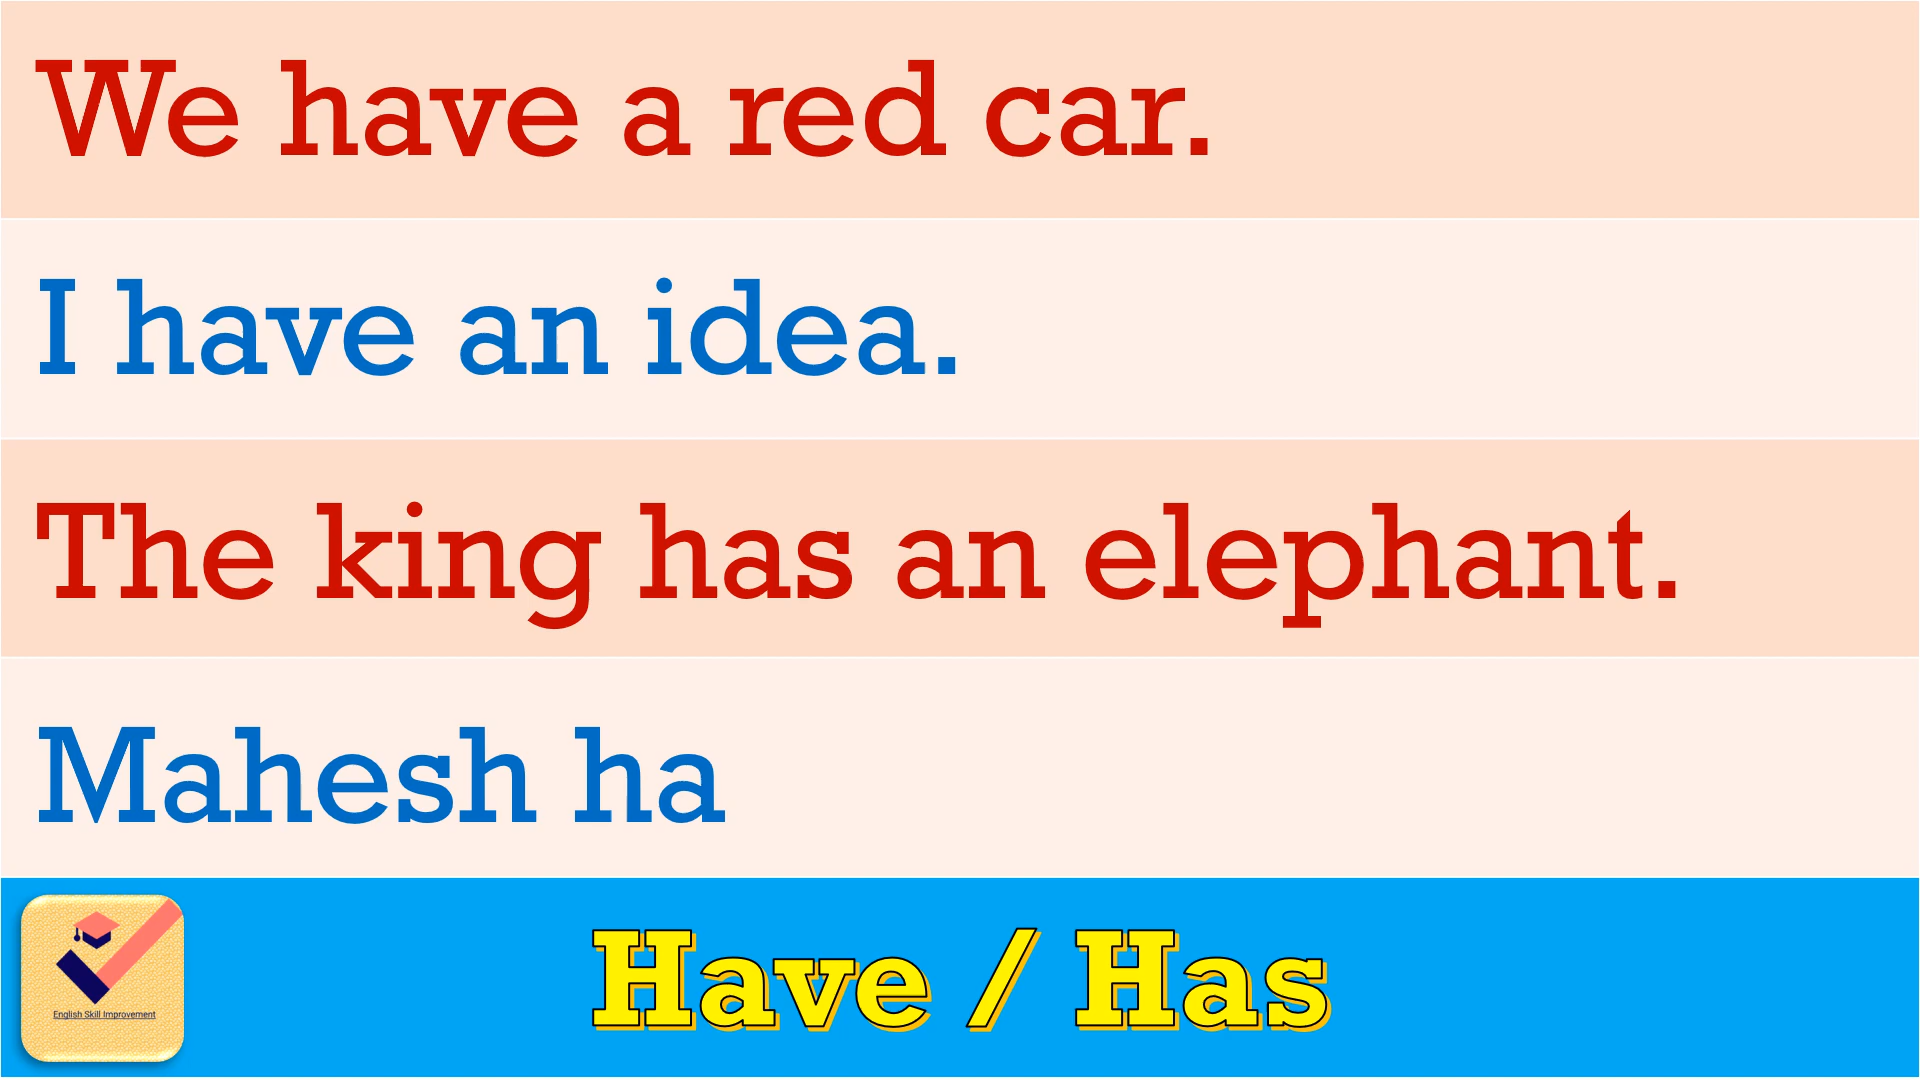 We have a red car.
I have an idea.
The king has an elephant.
Mahesh ha
English Skill Improvement
Have / Has